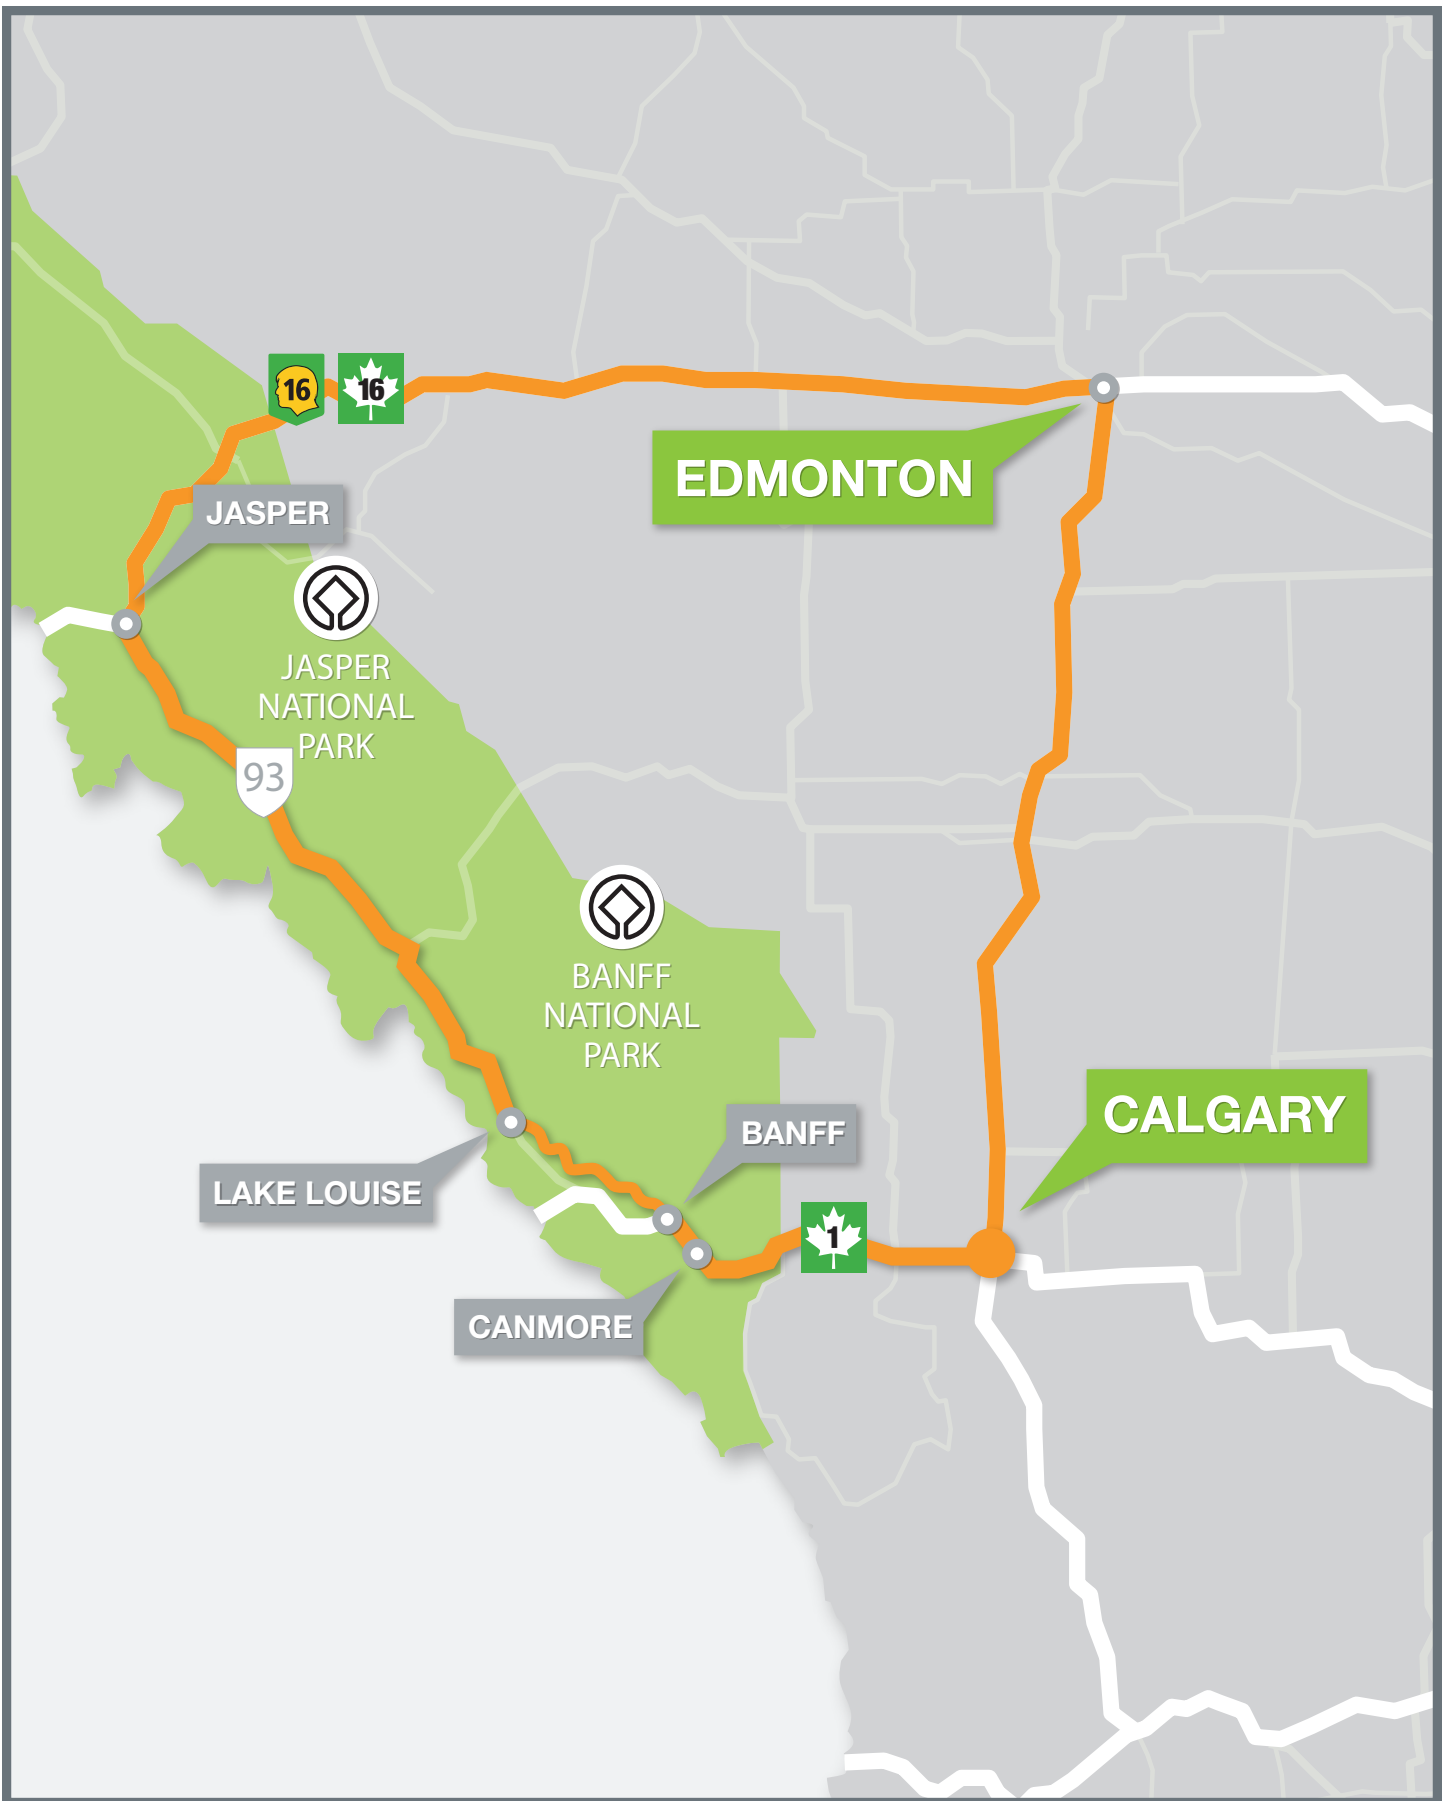 16
16
EDMONTON
JASPER
JASPER
NATIONAL
PARK
93
BANFF
NATIONAL
PARK
CALGARY
BANFF
LAKE LOUISE
1
CANMORE